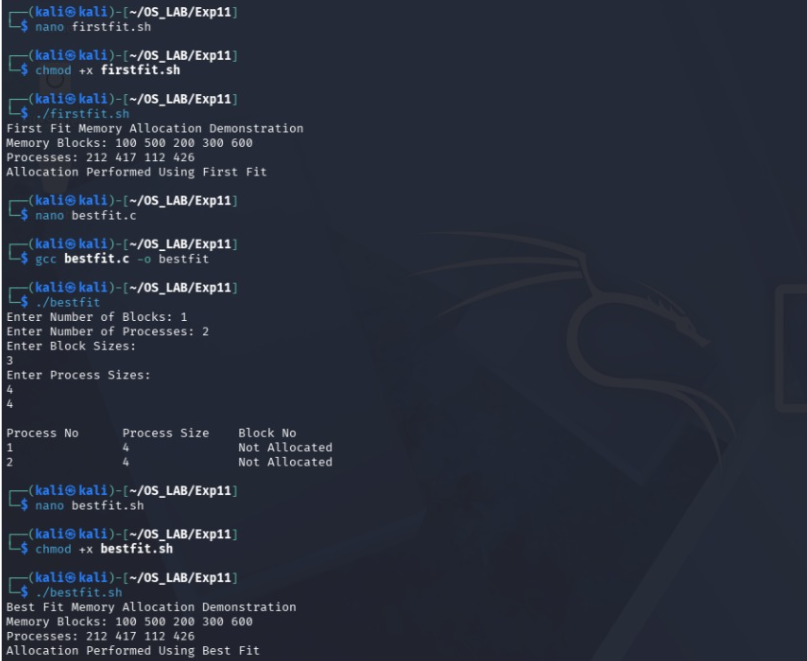 ┌──(kali㉿kali)-[~/OS_LAB/Exp11]
└─$ nano firstfit.sh
┌──(kali㉿kali)-[~/OS_LAB/Exp11]
└─$ chmod +x firstfit.sh
┌──(kali㉿kali)-[~/OS_LAB/Exp11]
└─$ ./firstfit.sh
First Fit Memory Allocation Demonstration
Memory Blocks: 100 500 200 300 600
Processes: 212 417 112 426
Allocation Performed Using First Fit
┌──(kali㉿kali)-[~/OS_LAB/Exp11]
└─$ nano bestfit.c
┌──(kali㉿kali)-[~/OS_LAB/Exp11]
└─$ gcc bestfit.c -o bestfit
┌──(kali㉿kali)-[~/OS_LAB/Exp11]
└─$ ./bestfit
Enter Number of Blocks: 1
Enter Number of Processes: 2
Enter Block Sizes:
3
Enter Process Sizes:
4
4
Process No      Process Size    Block No
1               4               Not Allocated
2               4               Not Allocated
┌──(kali㉿kali)-[~/OS_LAB/Exp11]
└─$ nano bestfit.sh
┌──(kali㉿kali)-[~/OS_LAB/Exp11]
└─$ chmod +x bestfit.sh
┌──(kali㉿kali)-[~/OS_LAB/Exp11]
└─$ ./bestfit.sh
Best Fit Memory Allocation Demonstration
Memory Blocks: 100 500 200 300 600
Processes: 212 417 112 426
Allocation Performed Using Best Fit